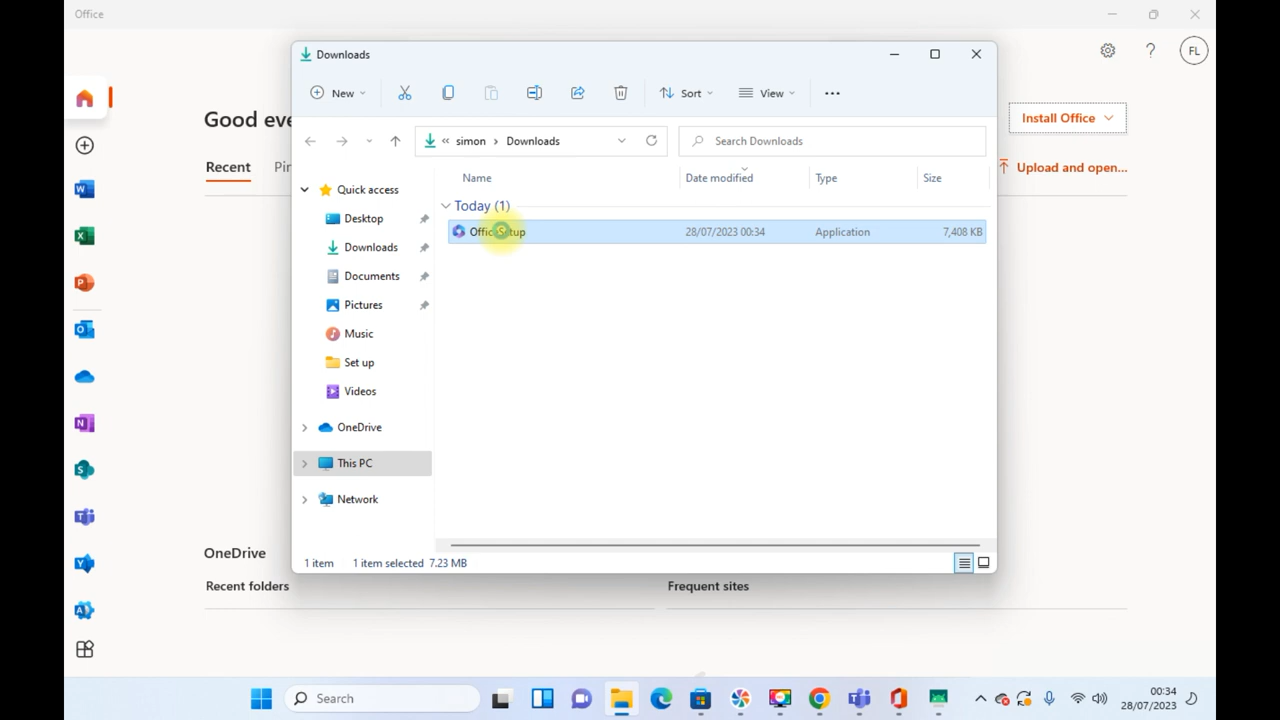 Office
Downloads
FL
New
Sort
View
Good eve
Install Office
simon
Downloads
Search Downloads
Recent
Pin
Upload and open...
Name
Date modified
Type
Size
Quick access
Today (1)
Desktop
OfficeSetup
28/07/2023 00:34
Application
7,408 KB
Downloads
Documents
Pictures
Music
Set up
Videos
OneDrive
This PC
Network
OneDrive
1 item
1 item selected
7.23 MB
Recent folders
Frequent sites
Search
00:34
28/07/2023